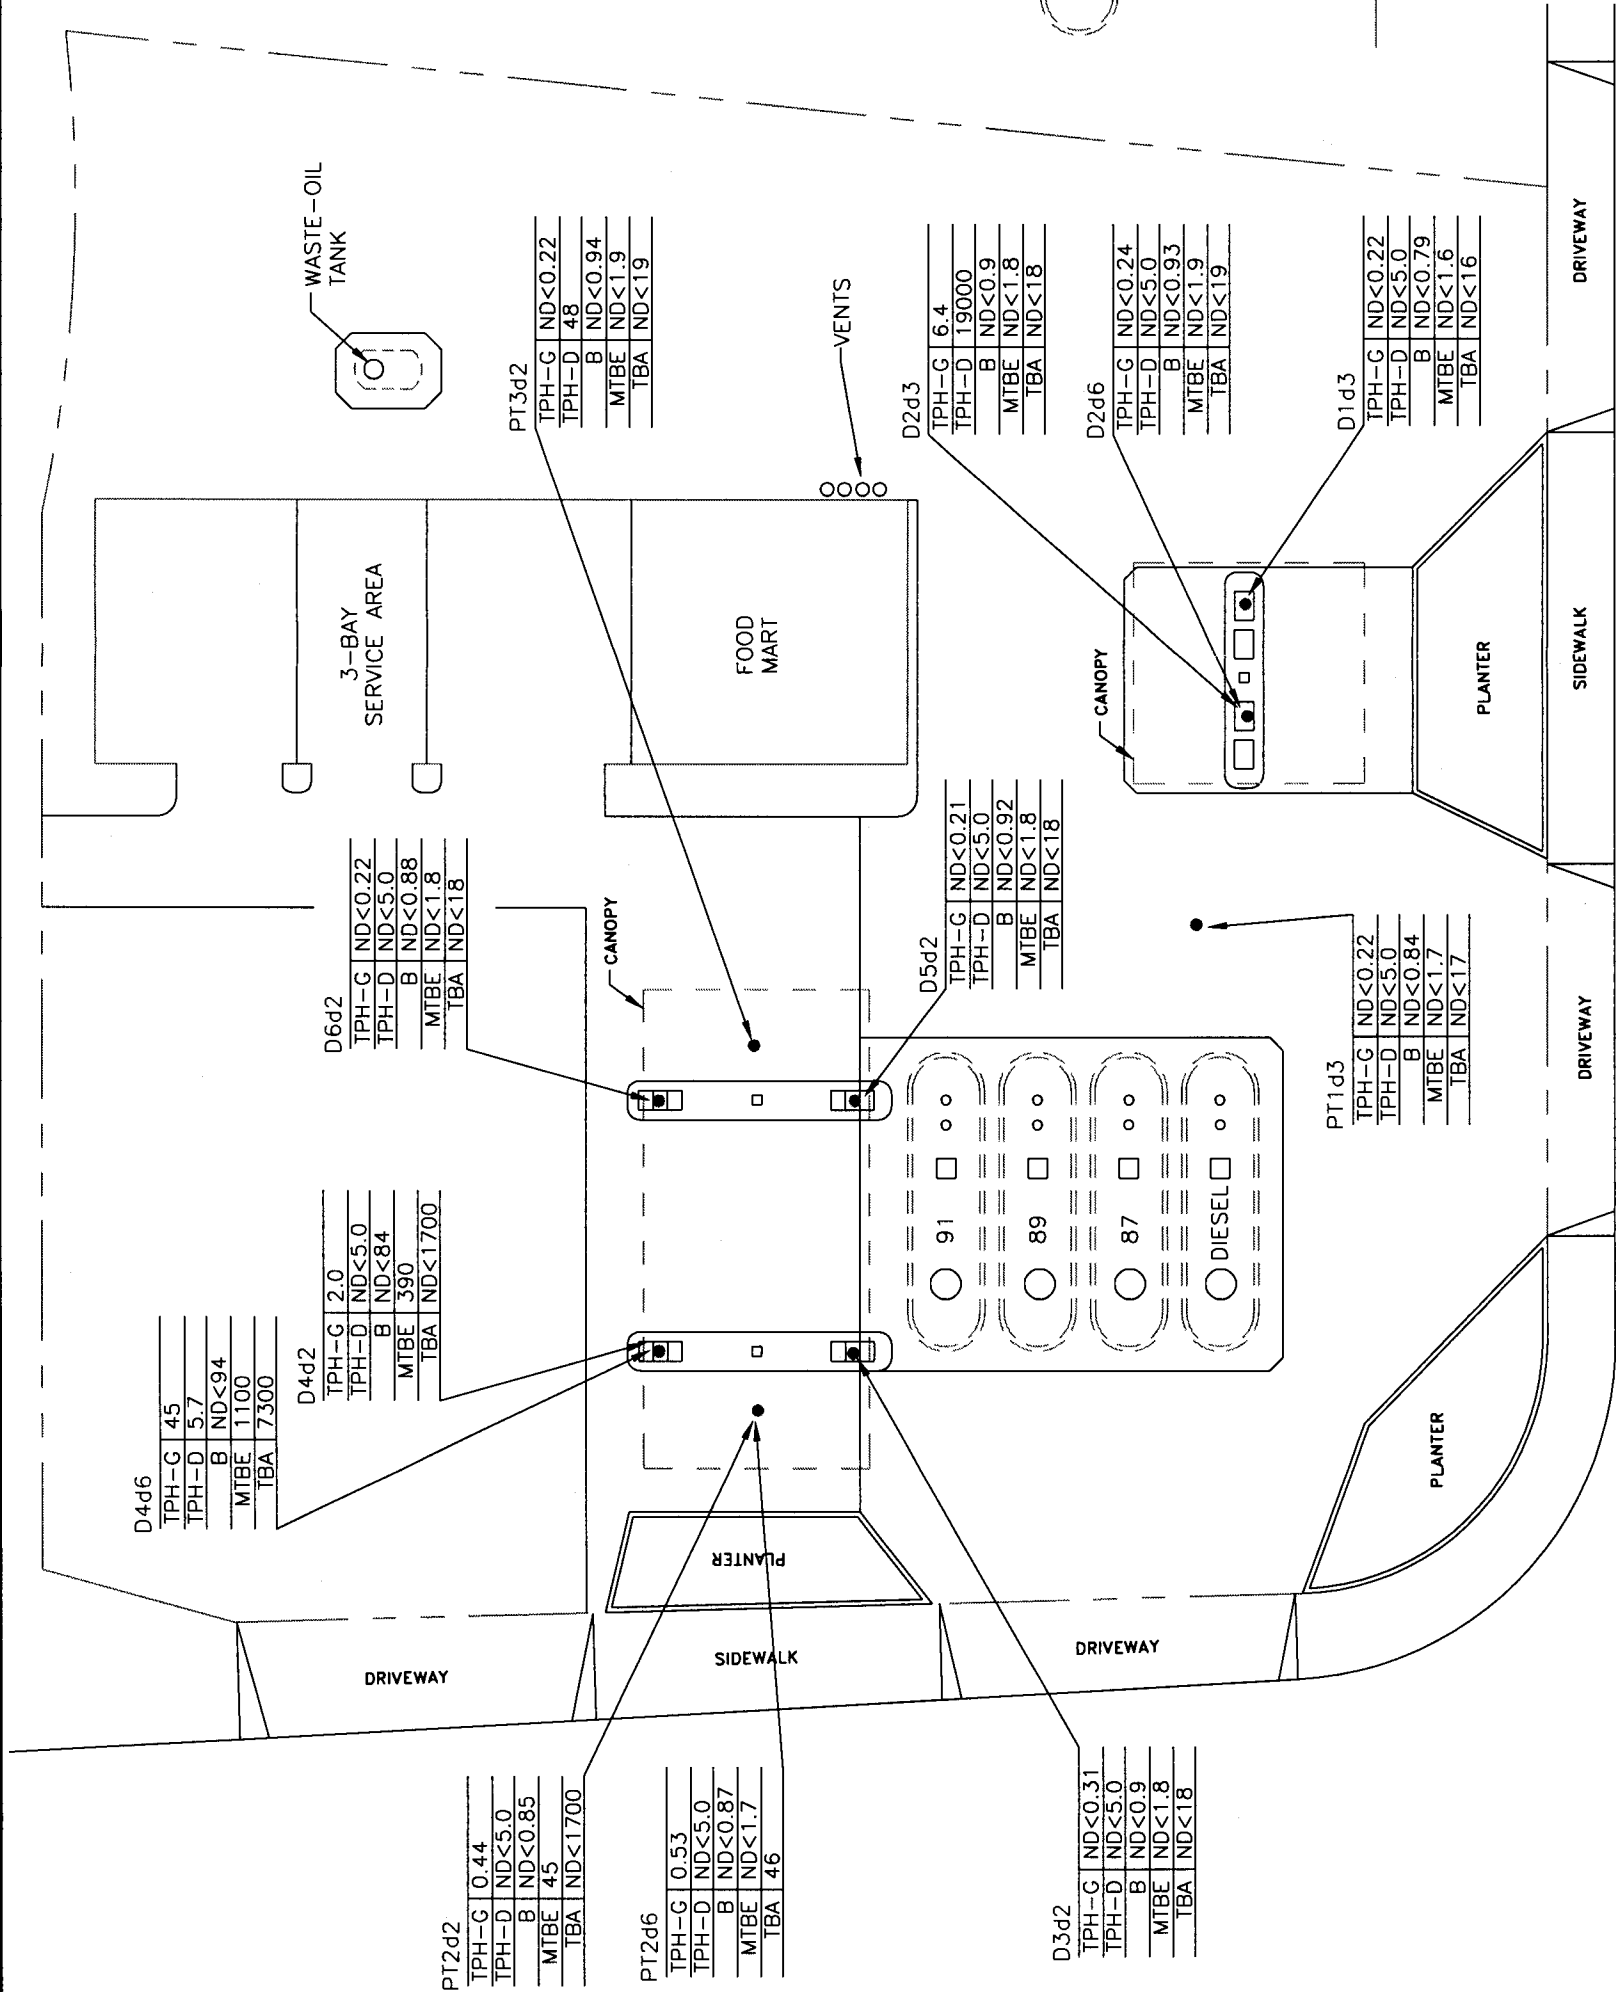 WASTE-OIL
TANK
PT3d2
TPH-G ND<0.22
TPH-D 48
B ND<0.94
MTBE ND<1.9
TBA ND<19
VENTS
D2d3
TPH-G 6.4
TPH-D 19000
B ND<0.9
MTBE ND<1.8
TBA ND<18
D2d6
TPH-G ND<0.24
TPH-D ND<5.0
B ND<0.93
MTBE ND<1.9
TBA ND<19
D1d3
TPH-G ND<0.22
TPH-D ND<5.0
B ND<0.79
MTBE ND<1.6
TBA ND<16
DRIVEWAY
3-BAY
SERVICE AREA
FOOD
MART
CANOPY
PLANTER
SIDEWALK
D6d2
TPH-G ND<0.22
TPH-D ND<5.0
B ND<0.88
MTBE ND<1.8
TBA ND<18
CANOPY
D5d2
TPH-G ND<0.21
TPH-D ND<5.0
B ND<0.92
MTBE ND<1.8
TBA ND<18
PT1d3
TPH-G ND<0.22
TPH-D ND<5.0
B ND<0.84
MTBE ND<1.7
TBA ND<17
DRIVEWAY
D4d6
TPH-G 45
TPH-D 5.7
B ND<94
MTBE 1100
TBA 7300
D4d2
TPH-G 2.0
TPH-D ND<5.0
B ND<84
MTBE 390
TBA ND<1700
91
89
87
DIESEL
PLANTER
PLANTER
DRIVEWAY
SIDEWALK
DRIVEWAY
PT2d2
TPH-G 0.44
TPH-D ND<5.0
B ND<0.85
MTBE 45
TBA ND<1700
PT2d6
TPH-G 0.53
TPH-D ND<5.0
B ND<0.87
MTBE ND<1.7
TBA 46
D3d2
TPH-G ND<0.31
TPH-D ND<5.0
B ND<0.9
MTBE ND<1.8
TBA ND<18